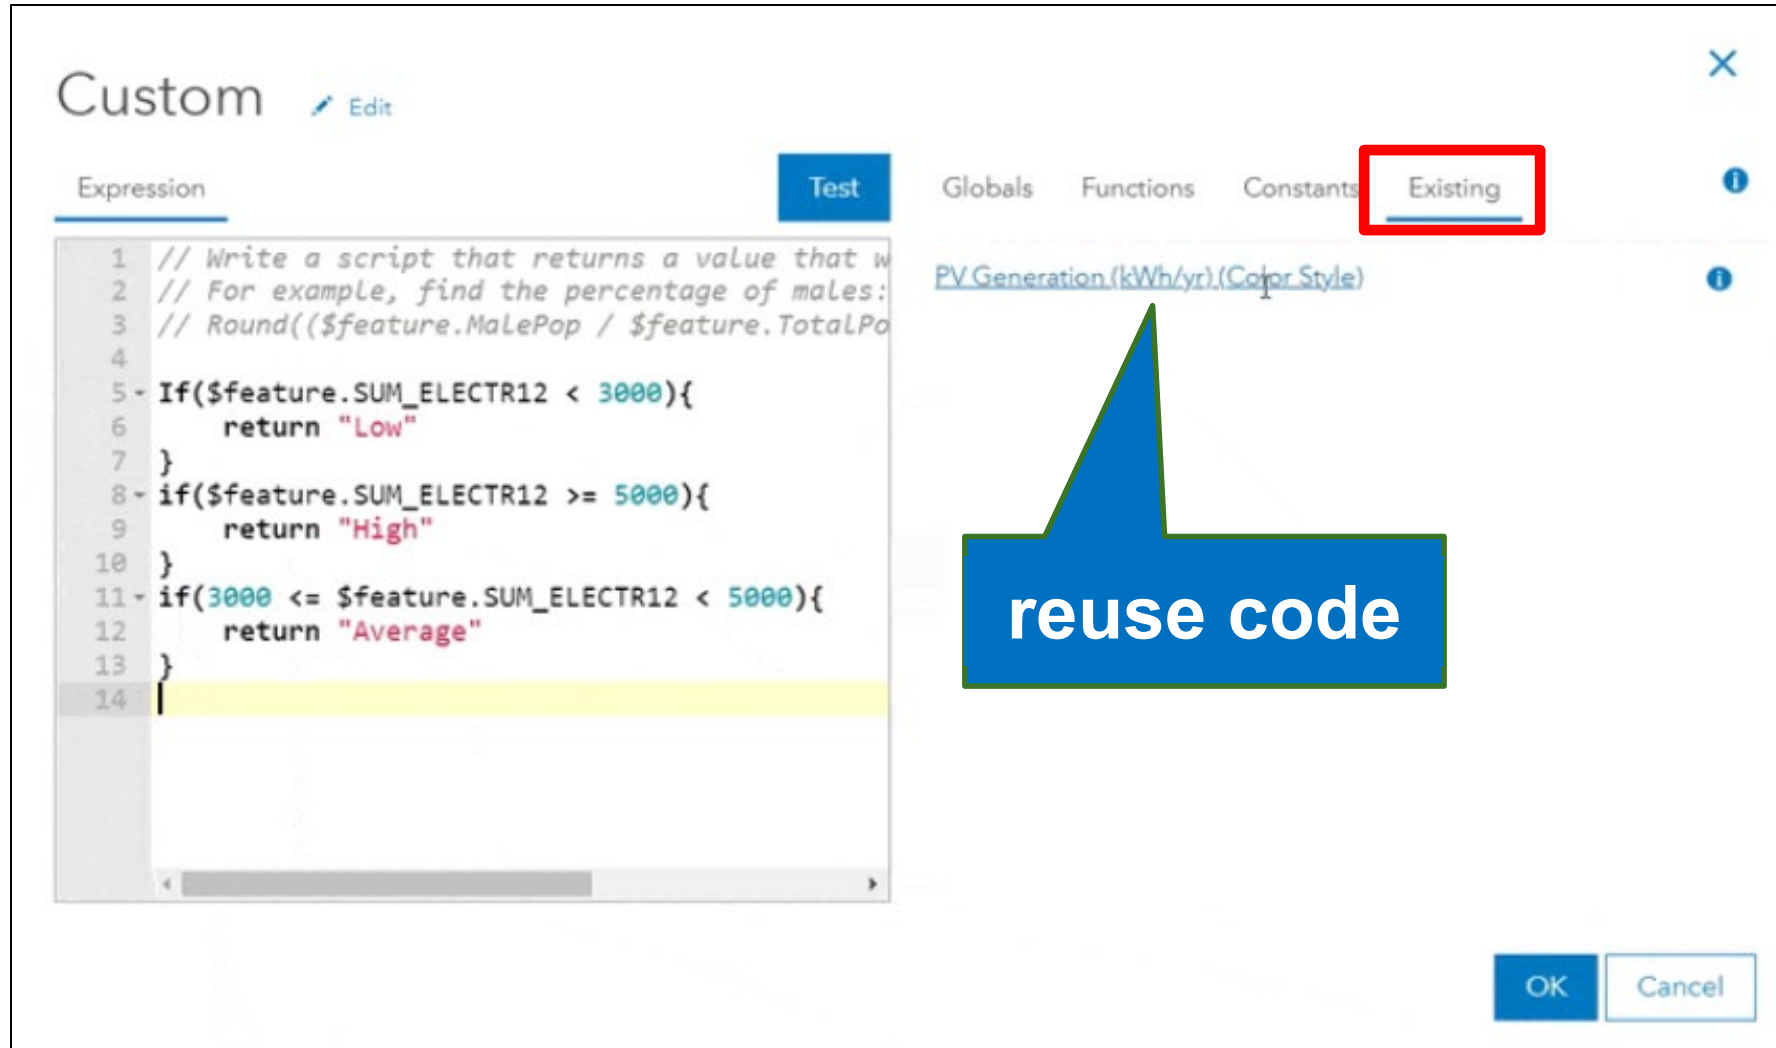 Custom Edit
Expression Test Globals Functions Constants Existing
1 // Write a script that returns a value that w
2 // For example, find the percentage of males:
3 // Round(($feature.MalePop / $feature.TotalPo
4
5 If($feature.SUM_ELECTR12 < 3000){
6 return "Low"
7 }
8 if($feature.SUM_ELECTR12 >= 5000){
9 return "High"
10 }
11 if(3000 <= $feature.SUM_ELECTR12 < 5000){
12 return "Average"
13 }
14
PV Generation (kWh/yr) (Color Style)
reuse code
OK Cancel